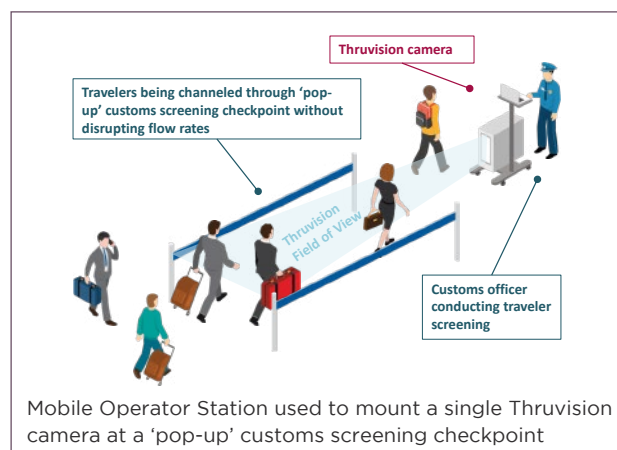 Thruvision camera
Travelers being channeled through ‘pop-
up’ customs screening checkpoint without
disrupting flow rates
Thruvision
Field of View
Customs officer
conducting traveler
screening
Mobile Operator Station used to mount a single Thruvision
camera at a ‘pop-up’ customs screening checkpoint